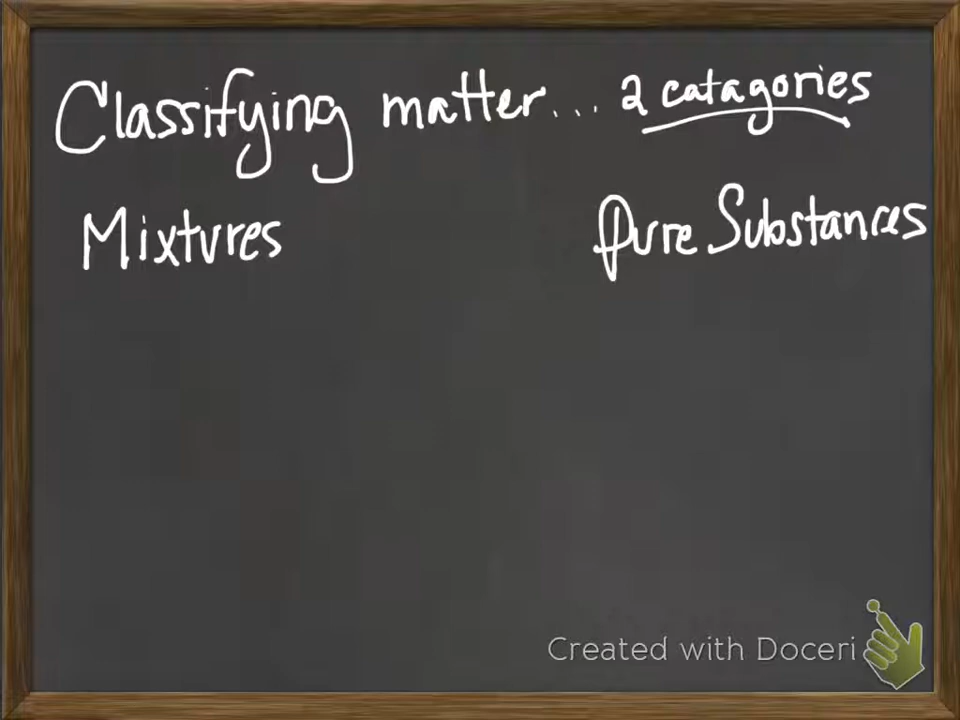 Classifying matter... 2 catagories
Mixtures Pure Substances
Created with Doceri